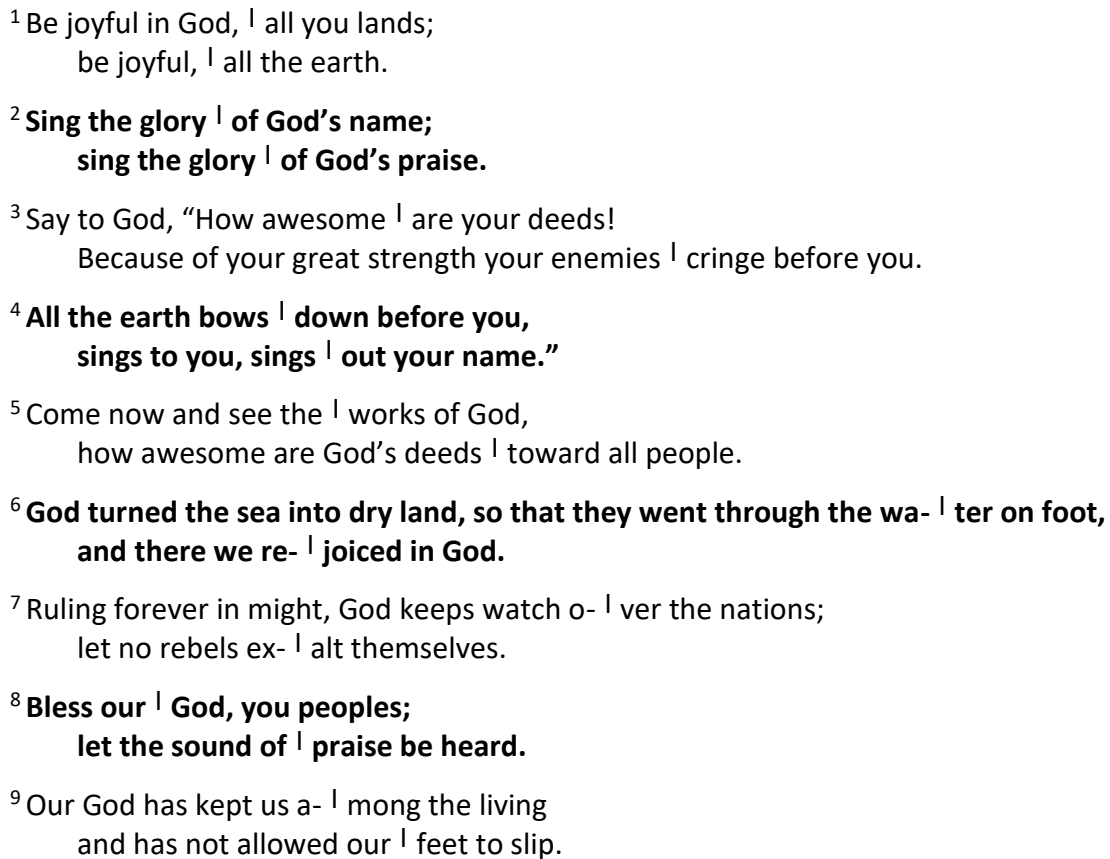 1 Be joyful in God, | all you lands;
be joyful, | all the earth.
2 Sing the glory | of God’s name;
sing the glory | of God’s praise.
3 Say to God, “How awesome | are your deeds!
Because of your great strength your enemies | cringe before you.
4 All the earth bows | down before you,
sings to you, sings | out your name.”
5 Come now and see the | works of God,
how awesome are God’s deeds | toward all people.
6 God turned the sea into dry land, so that they went through the wa- | ter on foot,
and there we re- | joiced in God.
7 Ruling forever in might, God keeps watch o- | ver the nations;
let no rebels ex- | alt themselves.
8 Bless our | God, you peoples;
let the sound of | praise be heard.
9 Our God has kept us a- | mong the living
and has not allowed our | feet to slip.